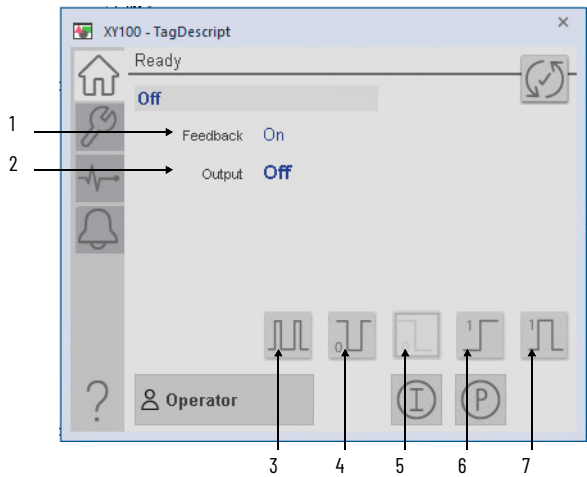 XY100 - TagDescript
Ready
Off
1
Feedback On
2
Output Off
0
1
1
? Operator
I P
3 4 5 6 7